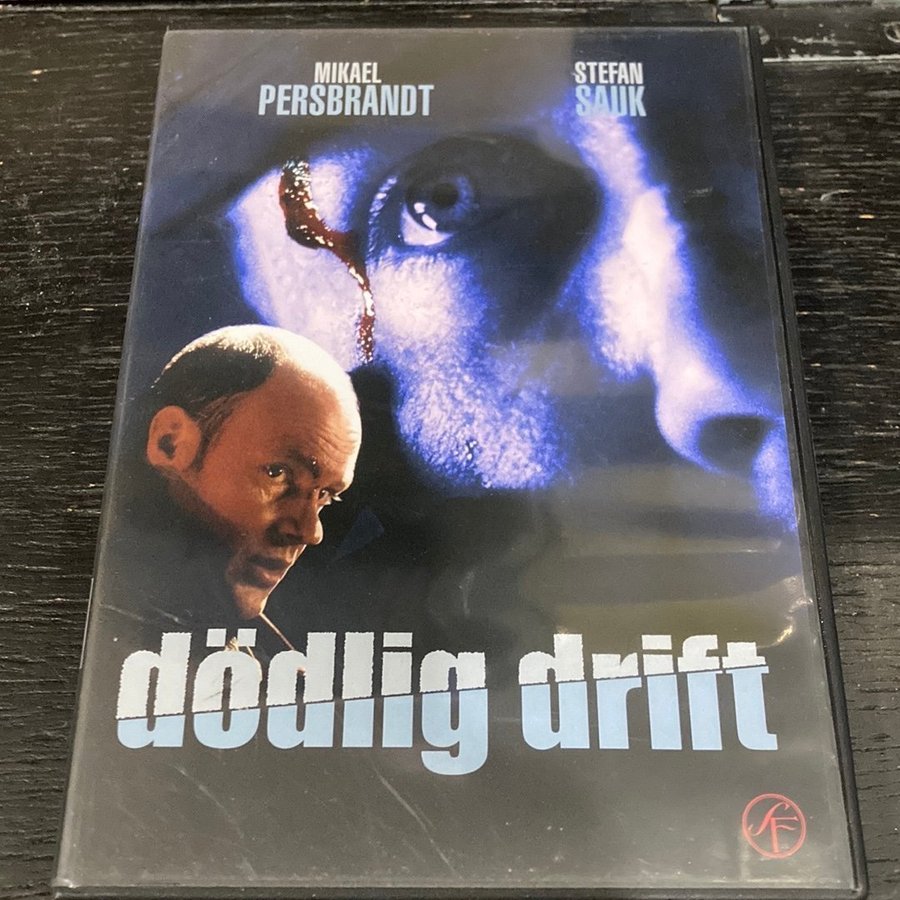 MIKAEL
PERSBRANDT
STEFAN
SAUK
dödlig drift
SF